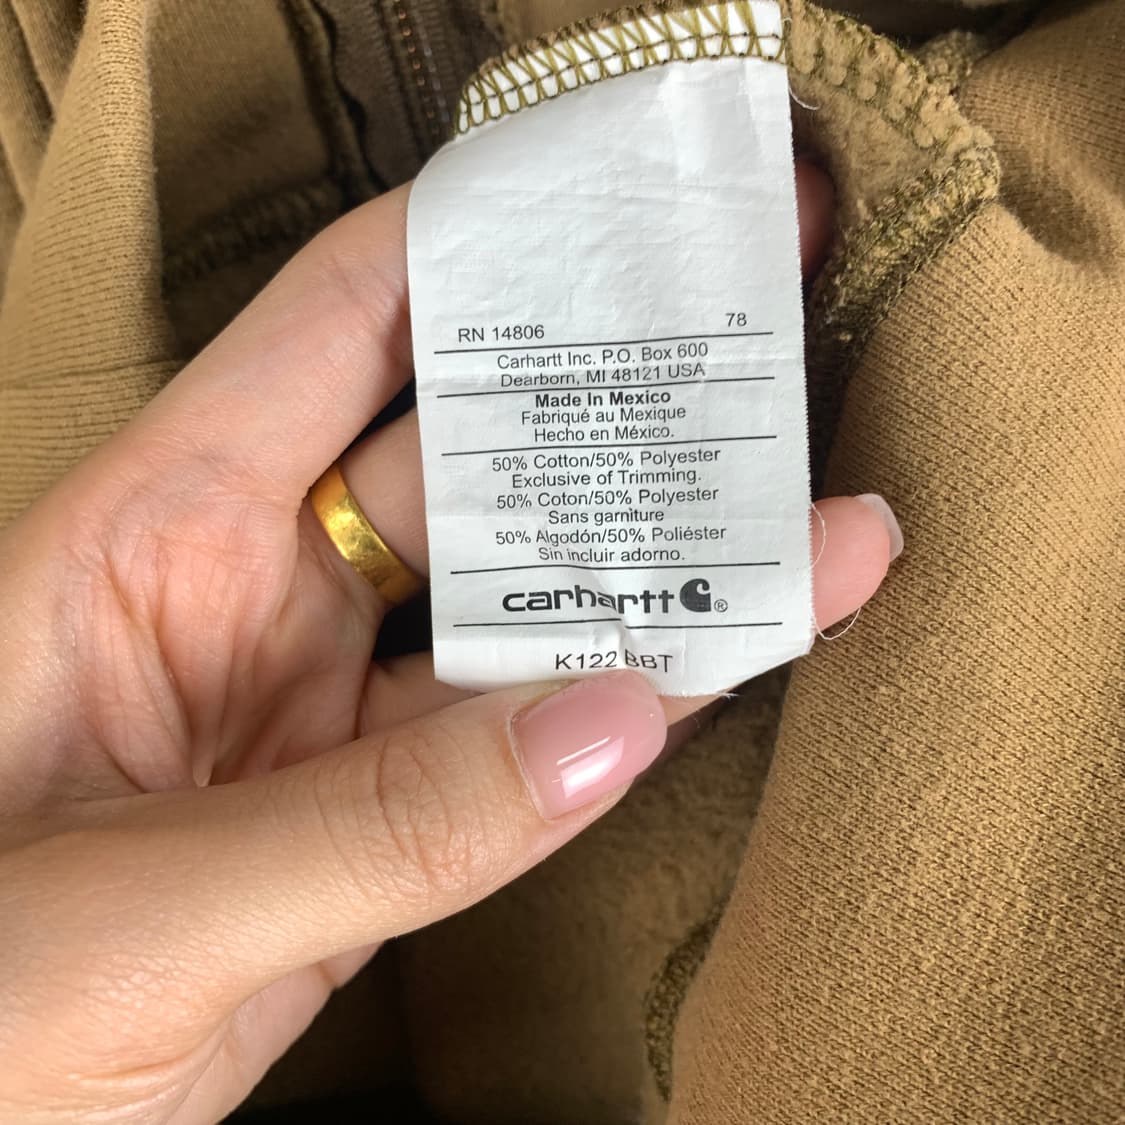 RN 14806 78
Carhartt Inc. P.O. Box 600
Dearborn, MI 48121 USA
Made In Mexico
Fabriqué au Mexique
Hecho en México.
50% Cotton/50% Polyester
Exclusive of Trimming.
50% Coton/50% Polyester
Sans garniture
50% Algodón/50% Poliéster
Sin incluir adorno.
carhartt ®
K122 BBT